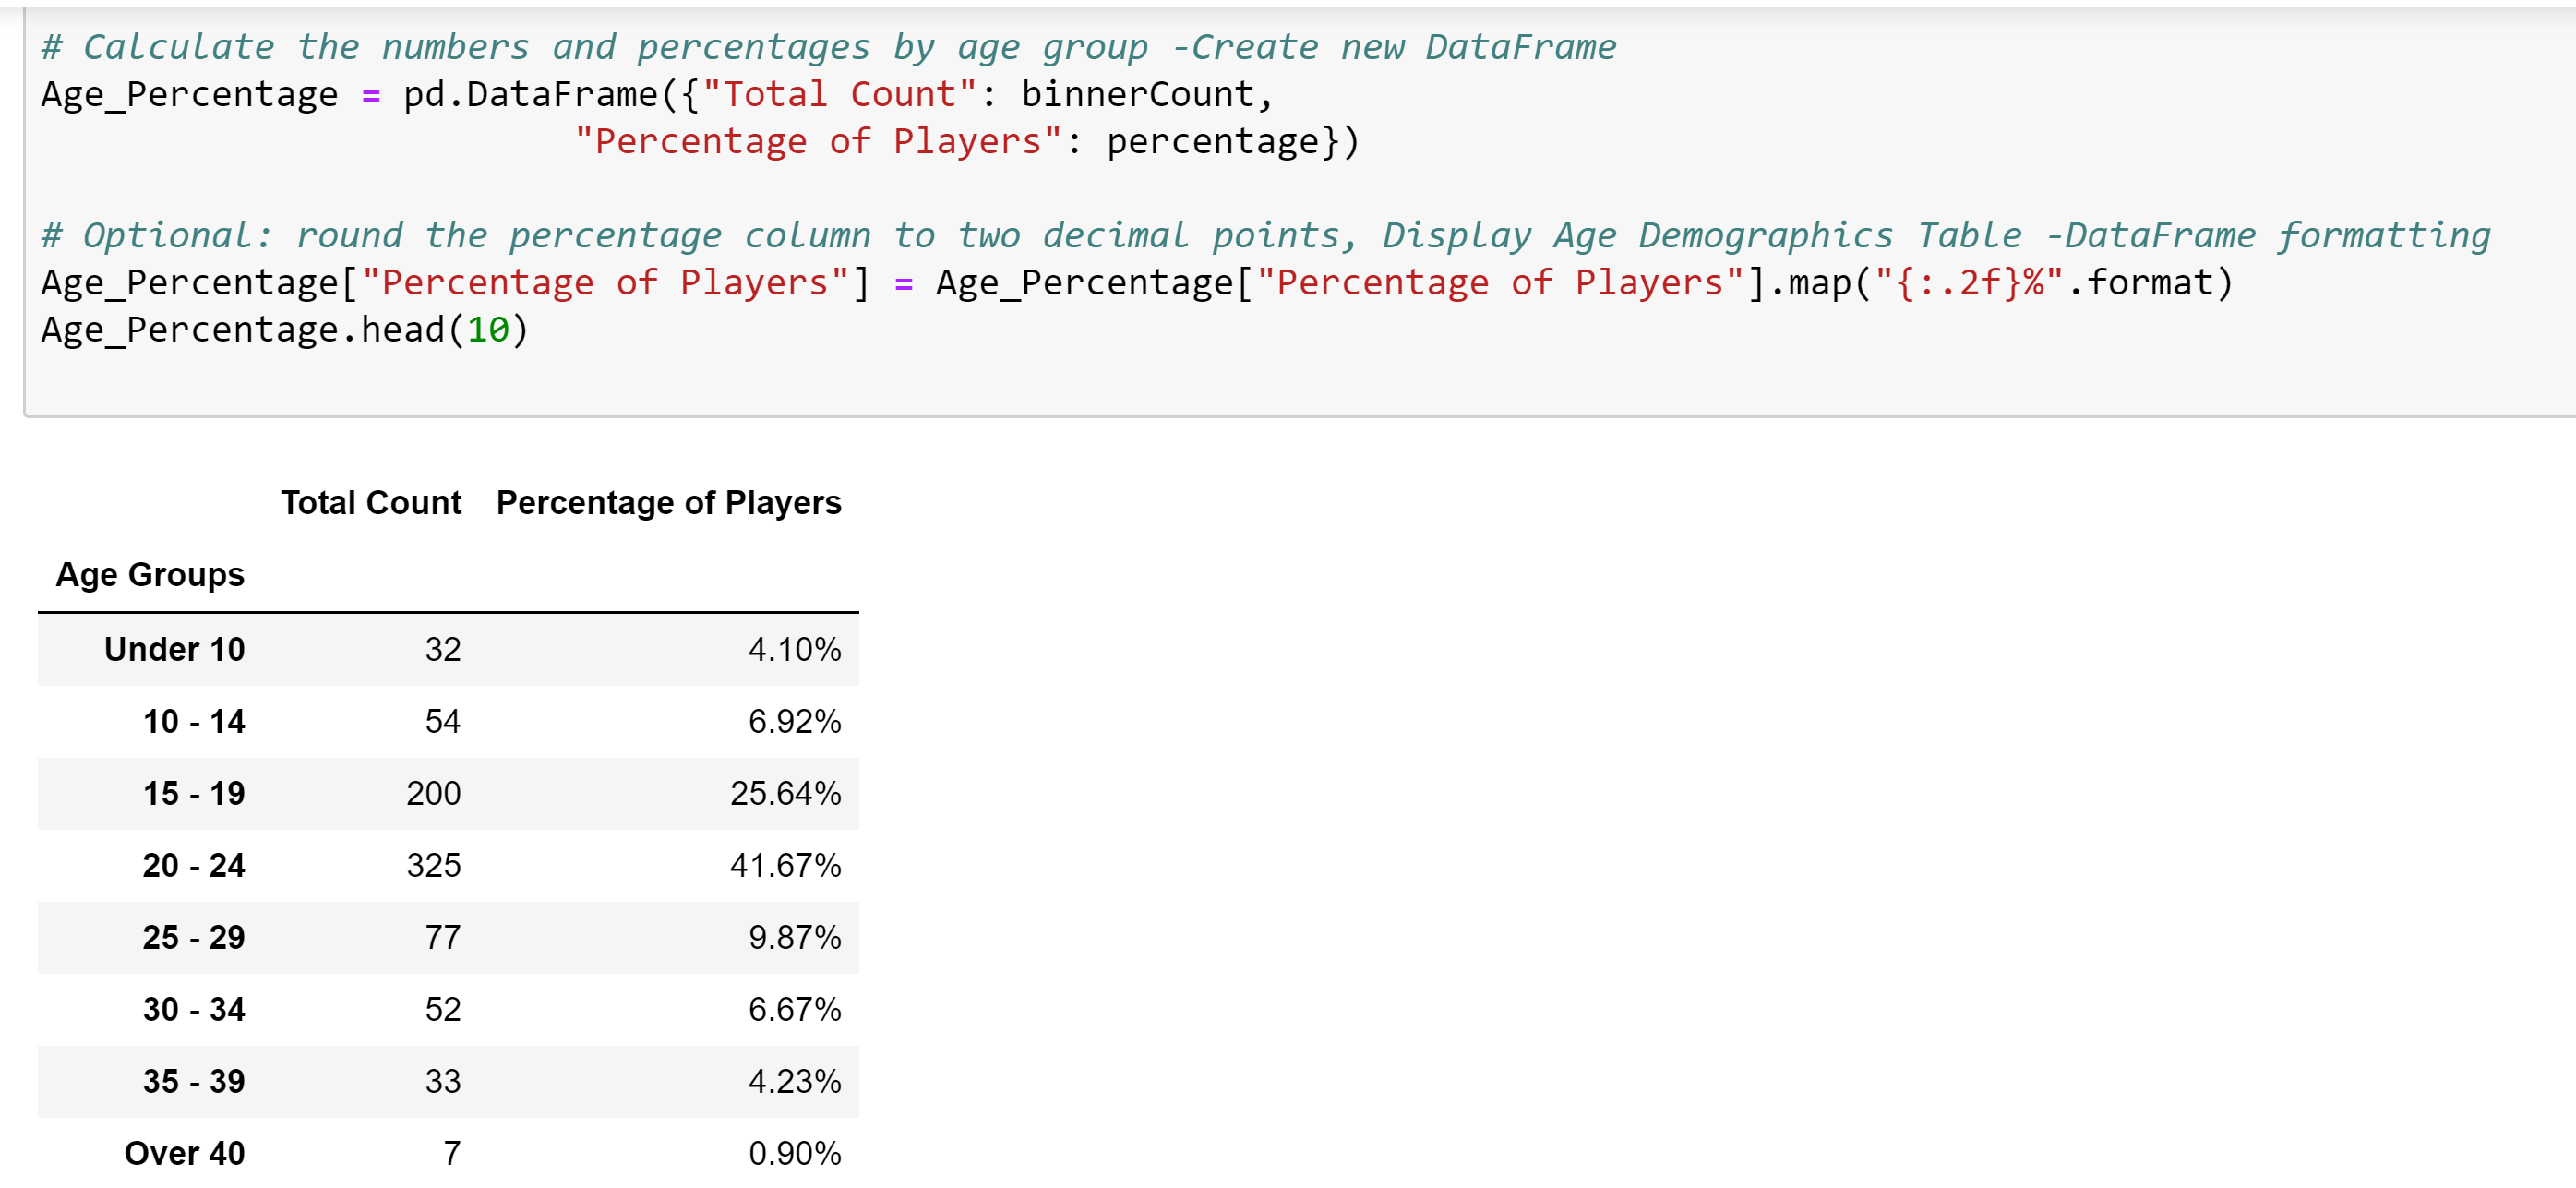 # Calculate the numbers and percentages by age group -Create new DataFrame
Age_Percentage = pd.DataFrame({"Total Count": binnerCount,
                         "Percentage of Players": percentage})
# Optional: round the percentage column to two decimal points, Display Age Demographics Table -DataFrame formatting
Age_Percentage["Percentage of Players"] = Age_Percentage["Percentage of Players"].map("{:.2f}%".format)
Age_Percentage.head(10)
Total Count Percentage of Players
Age Groups
Under 10 32 4.10%
10 - 14 54 6.92%
15 - 19 200 25.64%
20 - 24 325 41.67%
25 - 29 77 9.87%
30 - 34 52 6.67%
35 - 39 33 4.23%
Over 40 7 0.90%